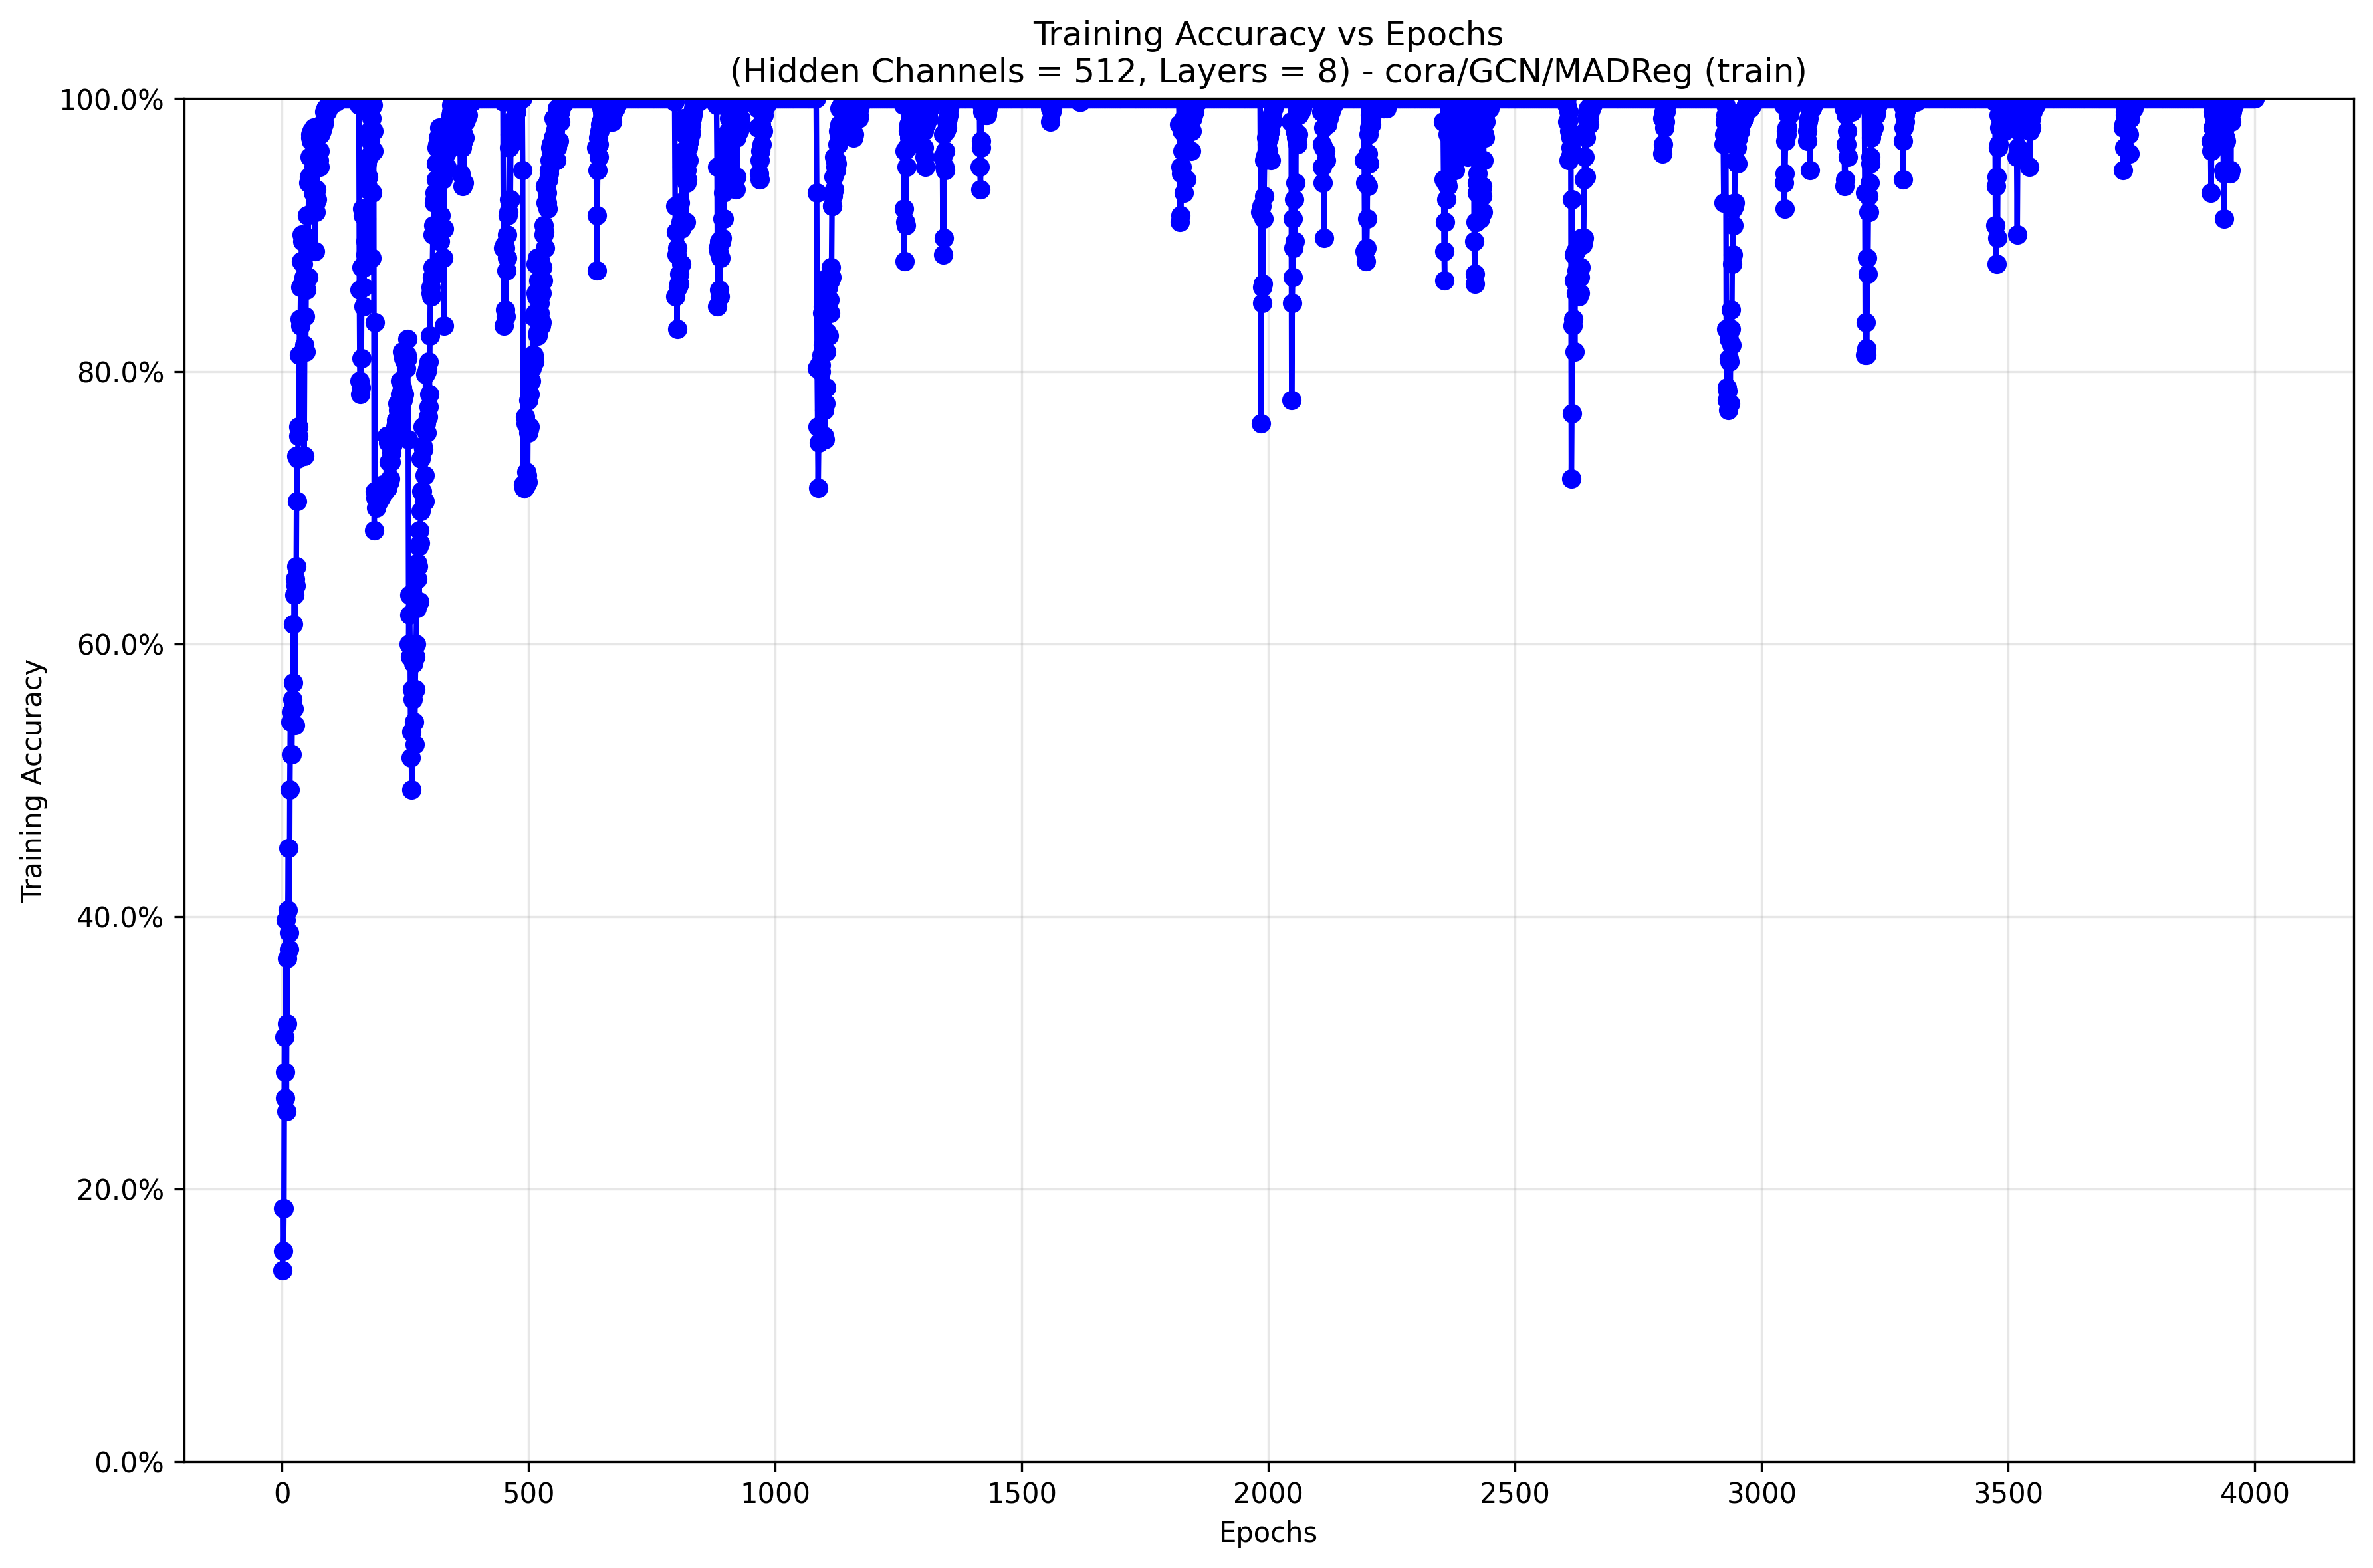 Training Accuracy vs Epochs
(Hidden Channels = 512, Layers = 8) - cora/GCN/MADReg (train)
100.0%
80.0%
60.0%
40.0%
20.0%
0.0%
Training Accuracy
0 500 1000 1500 2000 2500 3000 3500 4000
Epochs